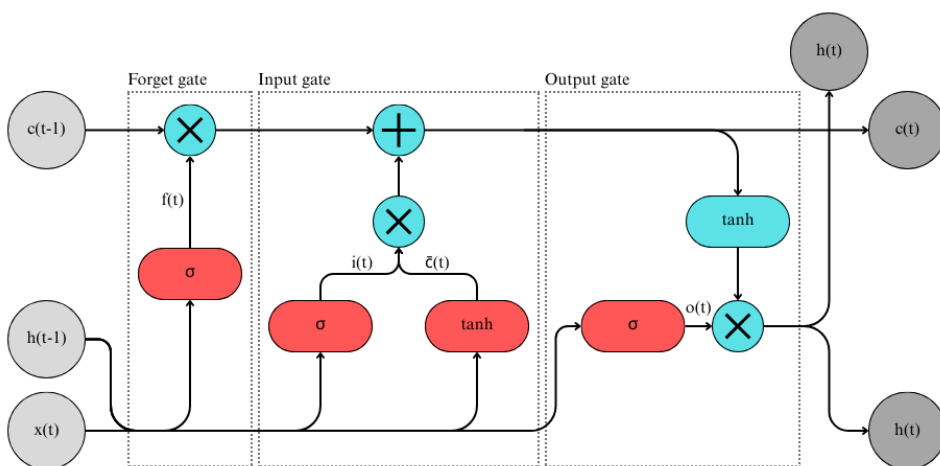 h(t)
Forget gate
Input gate
Output gate
c(t-1)
c(t)
f(t)
tanh
i(t)
c̄(t)
σ
o(t)
h(t-1)
σ
tanh
σ
x(t)
h(t)